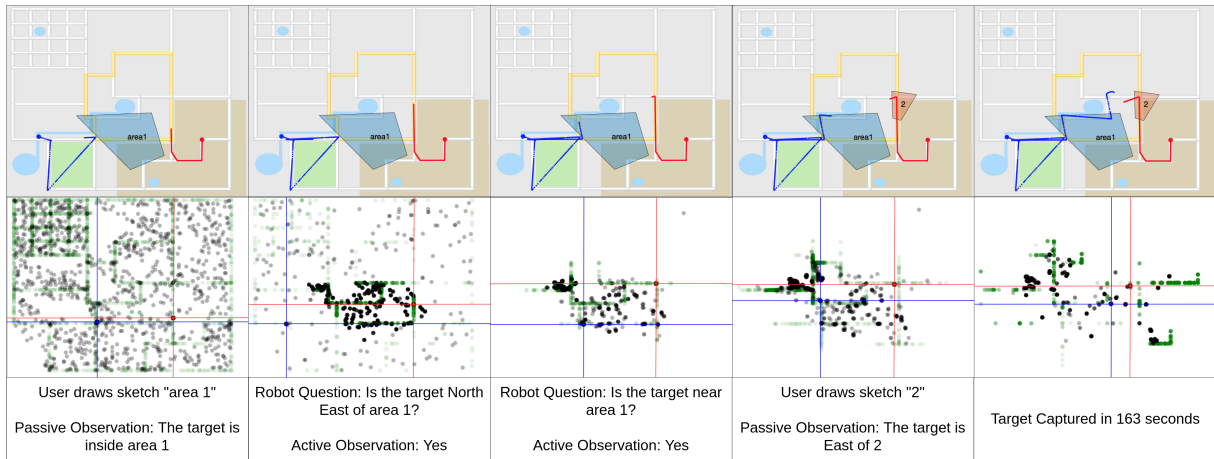 area1
area1
area1
area1
2
area1
2
User draws sketch "area 1"
Passive Observation: The target is
inside area 1
Robot Question: Is the target North
East of area 1?
Active Observation: Yes
Robot Question: Is the target near
area 1?
Active Observation: Yes
User draws sketch "2"
Passive Observation: The target is
East of 2
Target Captured in 163 seconds